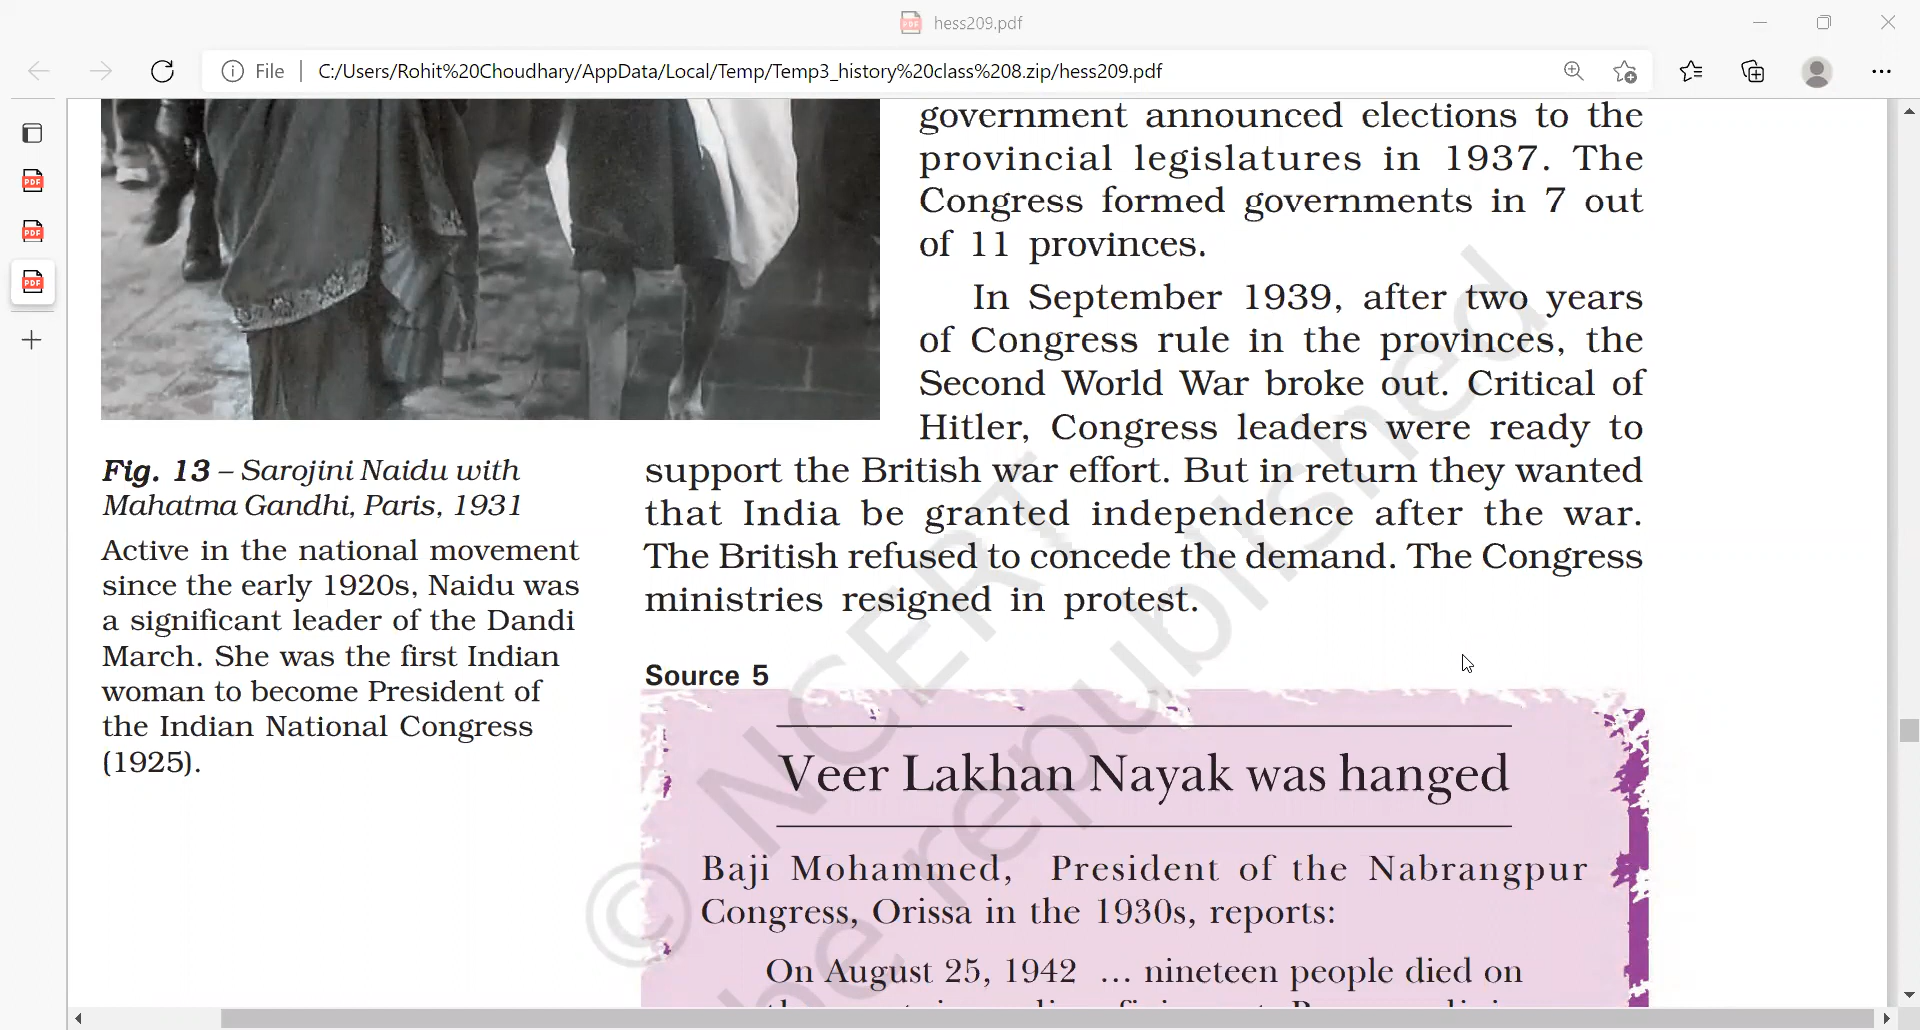 hess209.pdf
File
C:/Users/Rohit%20Choudhary/AppData/Local/Temp/Temp3_history%20class%208.zip/hess209.pdf
government announced elections to the
provincial legislatures in 1937. The
Congress formed governments in 7 out
of 11 provinces.
In September 1939, after two years
of Congress rule in the provinces, the
Second World War broke out. Critical of
Hitler, Congress leaders were ready to
support the British war effort. But in return they wanted
that India be granted independence after the war.
The British refused to concede the demand. The Congress
ministries resigned in protest.
Fig. 13 – Sarojini Naidu with
Mahatma Gandhi, Paris, 1931
Active in the national movement
since the early 1920s, Naidu was
a significant leader of the Dandi
March. She was the first Indian
woman to become President of
the Indian National Congress
(1925).
Source 5
Veer Lakhan Nayak was hanged
Baji Mohammed, President of the Nabrangpur
Congress, Orissa in the 1930s, reports:
On August 25, 1942 ... nineteen people died on
© NCERT
be republished